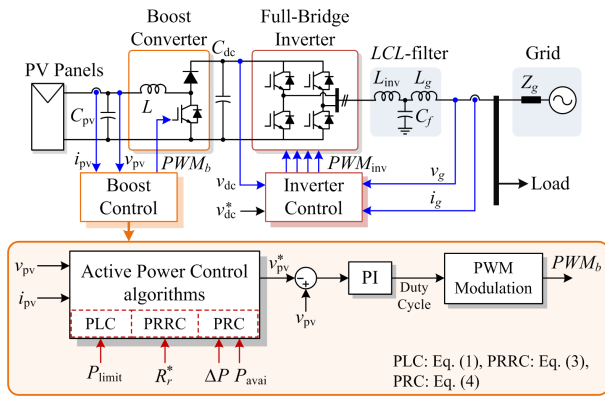 Boost Converter
Full-Bridge Inverter
LCL-filter
Grid
PV Panels
C_dc
L_inv
L_g
Z_g
C_pv
L
C_f
i_pv
v_pv
PWM_b
PWM_inv
v_g
v_dc
i_g
v*_dc
Boost Control
Inverter Control
Load
v_pv
i_pv
Active Power Control algorithms
PLC
PRRC
PRC
v*_pv
−
+
v_pv
PI
Duty Cycle
PWM Modulation
PWM_b
P_limit
R*_r
ΔP
P_avai
PLC: Eq. (1), PRRC: Eq. (3),
PRC: Eq. (4)